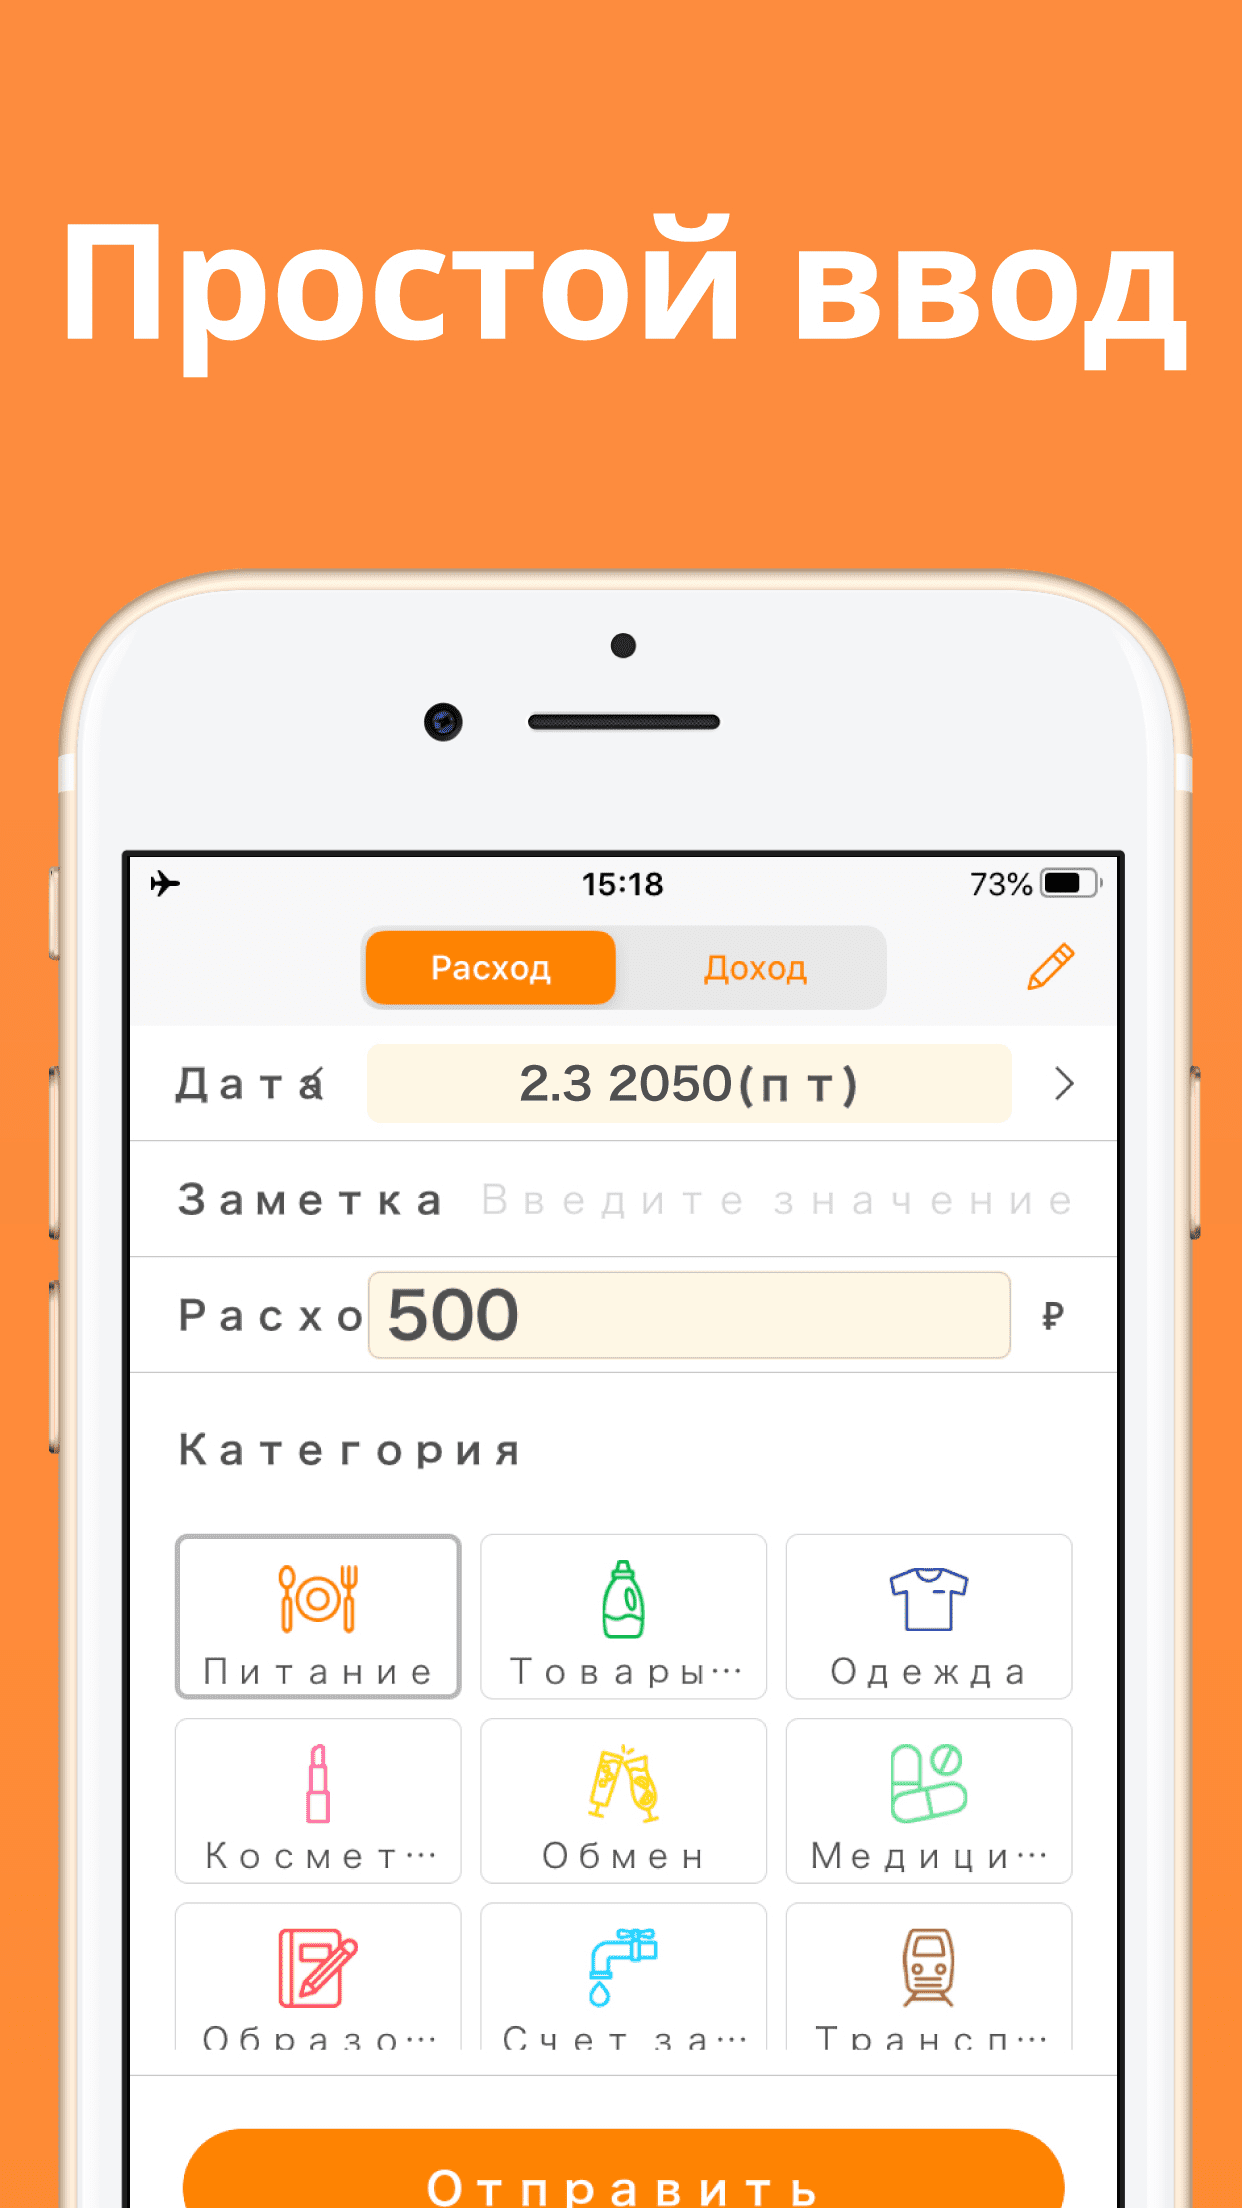 Простой ввод
15:18 73%
Расход Доход
Дата 2.3 2050(пт)
Заметка Введите значение
Расхо 500 ₽
Категория
Питание Товары… Одежда
Космет… Обмен Медици…
Образо… Счет за… Трансп…
Отправить